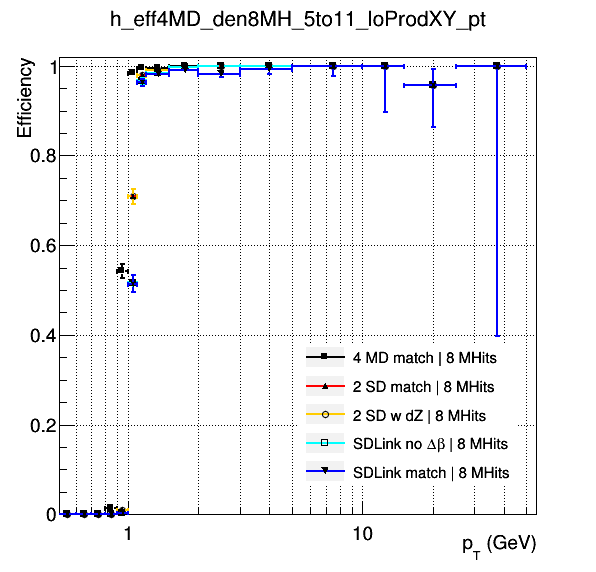 h_eff4MD_den8MH_5to11_loProdXY_pt
Efficiency
1
0.8
0.6
0.4
0.2
0
4 MD match | 8 MHits
2 SD match | 8 MHits
2 SD w dZ | 8 MHits
SDLink no Δβ | 8 MHits
SDLink match | 8 MHits
1
10
p_T (GeV)